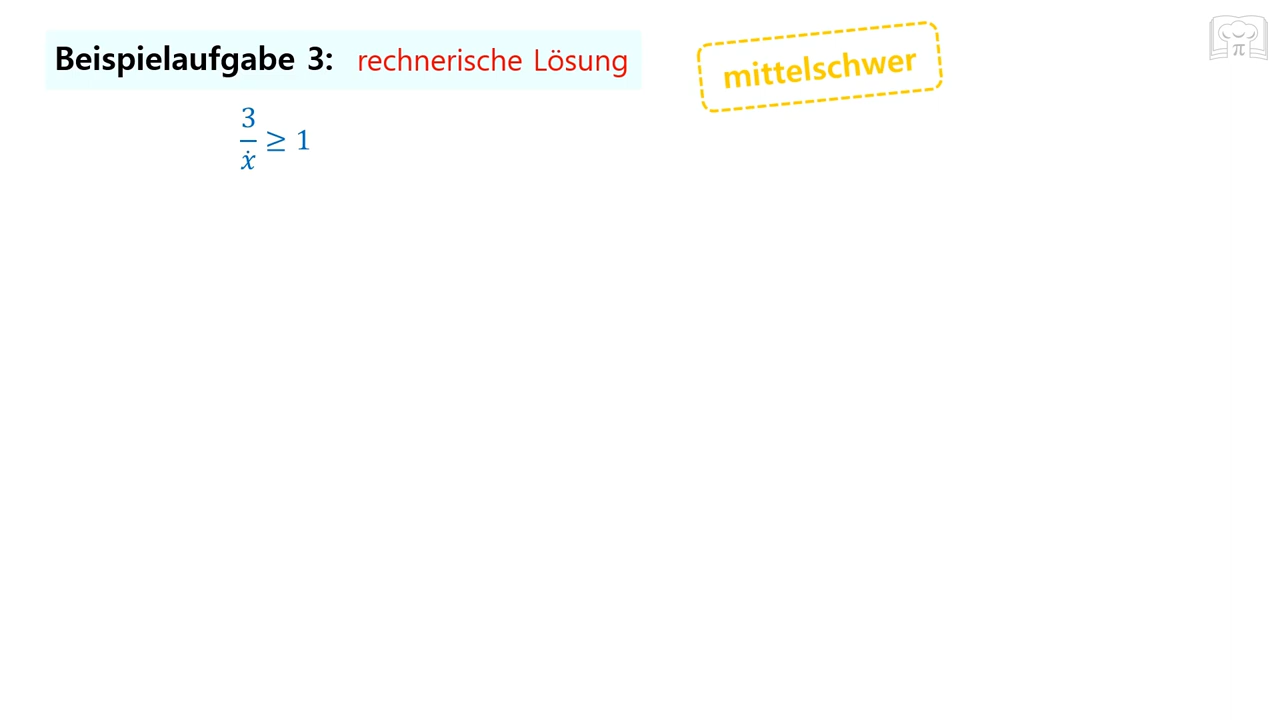 Beispielaufgabe 3: rechnerische Lösung
mittelschwer
3
ẋ ≥ 1
π